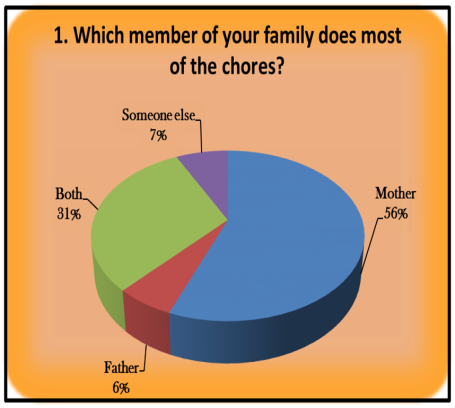 1. Which member of your family does most
of the chores?
Someone else
7%
Mother
56%
Both
31%
Father
6%